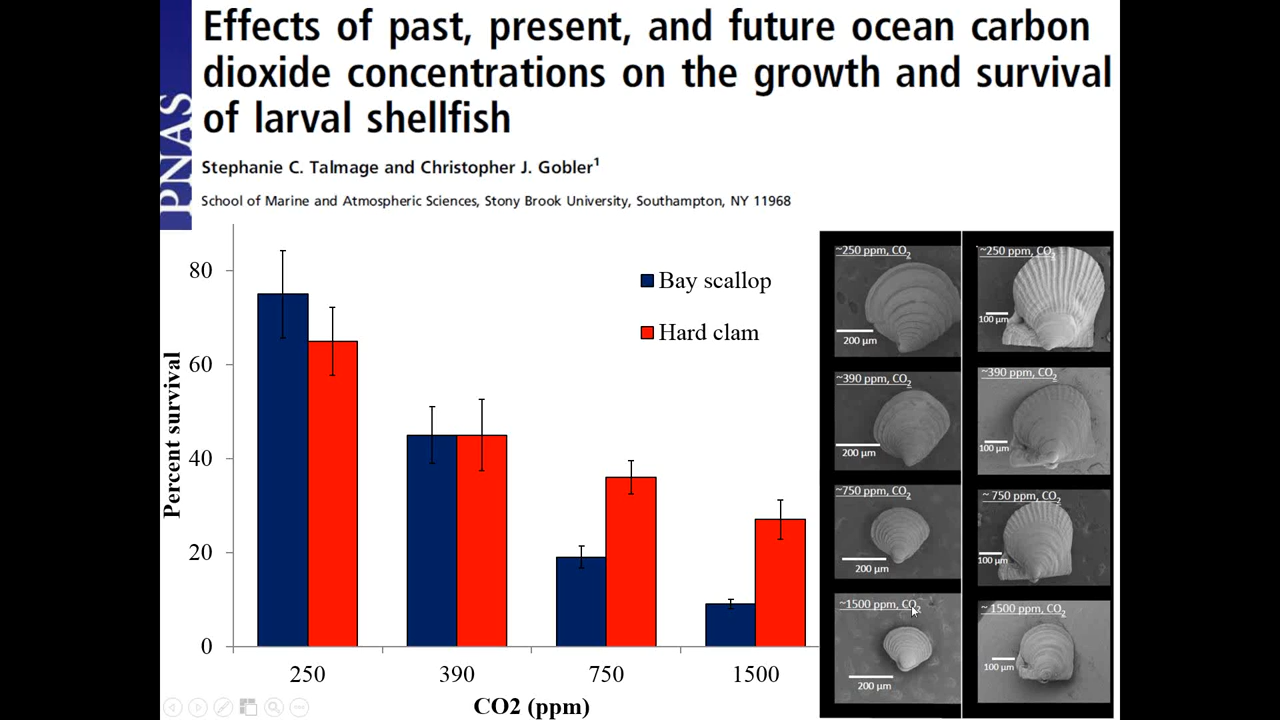 Effects of past, present, and future ocean carbon
dioxide concentrations on the growth and survival
of larval shellfish
PNAS
Stephanie C. Talmage and Christopher J. Gobler1
School of Marine and Atmospheric Sciences, Stony Brook University, Southampton, NY 11968
Percent survival
80
60
40
20
0
Bay scallop
Hard clam
250
390
750
1500
CO2 (ppm)
~250 ppm, CO2
200 µm
~390 ppm, CO2
200 µm
~750 ppm, CO2
200 µm
~1500 ppm, CO2
200 µm
~250 ppm, CO2
100 µm
~390 ppm, CO2
100 µm
~ 750 ppm, CO2
100 µm
~ 1500 ppm, CO2
100 µm